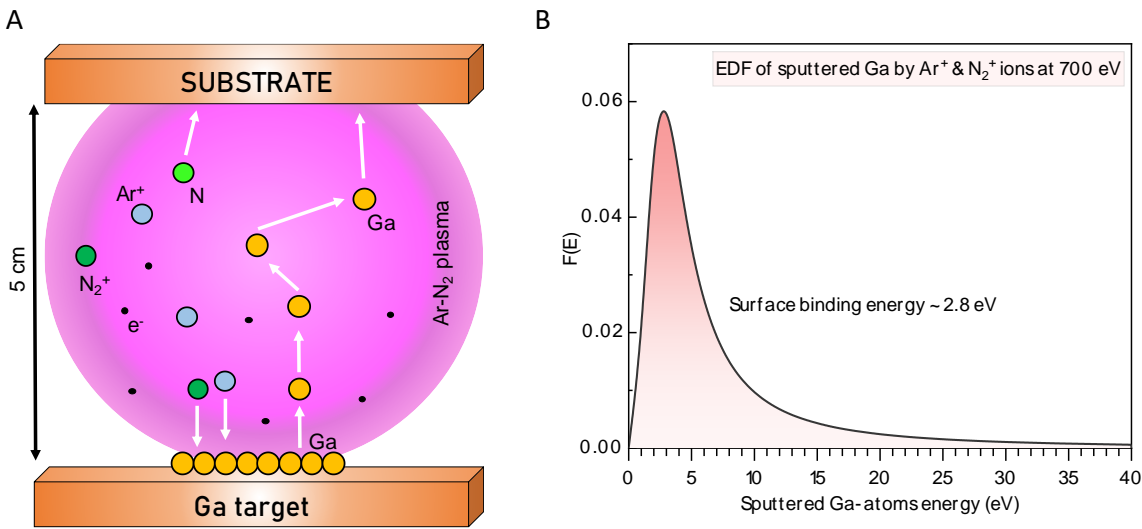 A
SUBSTRATE
5 cm
Ar⁺
N
Ga
N₂⁺
Ar-N₂ plasma
e⁻
Ga
Ga target
B
EDF of sputtered Ga by Ar⁺ & N₂⁺ ions at 700 eV
F(E)
0.06
0.04
0.02
0.00
Surface binding energy ~ 2.8 eV
0 5 10 15 20 25 30 35 40
Sputtered Ga-atoms energy (eV)